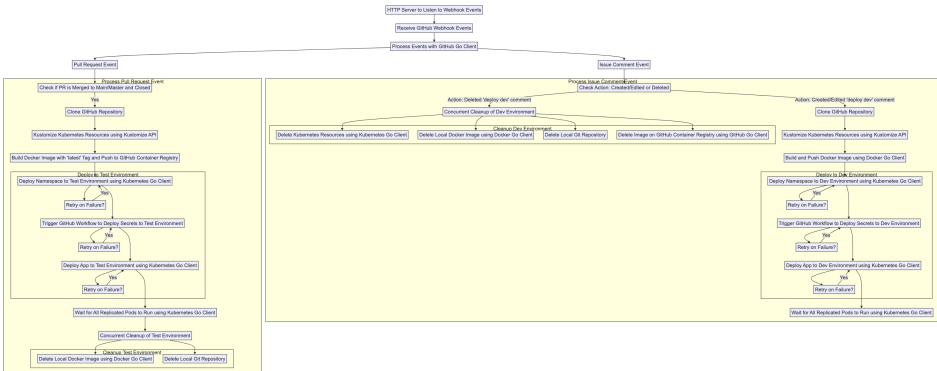 HTTP Server to Listen to Webhook Events
Receive GitHub Webhook Events
Process Events with GitHub Go Client
Pull Request Event
Issue Comment Event
Process Pull Request Event
Check if PR is Merged to Main/Master and Closed
Yes
Clone GitHub Repository
Kustomize Kubernetes Resources using Kustomize API
Build Docker Image with 'latest' Tag and Push to GitHub Container Registry
Deploy to Test Environment
Deploy Namespace to Test Environment using Kubernetes Go Client
Yes
Retry on Failure?
Trigger GitHub Workflow to Deploy Secrets to Test Environment
Yes
Retry on Failure?
Deploy App to Test Environment using Kubernetes Go Client
Yes
Retry on Failure?
Wait for All Replicated Pods to Run using Kubernetes Go Client
Concurrent Cleanup of Test Environment
Cleanup Test Environment
Delete Local Docker Image using Docker Go Client
Delete Local Git Repository
Process Issue Comment Event
Check Action: Created/Edited or Deleted
Action: Deleted 'deploy dev' comment
Concurrent Cleanup of Dev Environment
Cleanup Dev Environment
Delete Kubernetes Resources using Kubernetes Go Client
Delete Local Docker Image using Docker Go Client
Delete Local Git Repository
Delete Image on GitHub Container Registry using GitHub Go Client
Action: Created/Edited 'deploy dev' comment
Clone GitHub Repository
Kustomize Kubernetes Resources using Kustomize API
Build and Push Docker Image using Docker Go Client
Deploy to Dev Environment
Deploy Namespace to Dev Environment using Kubernetes Go Client
Yes
Retry on Failure?
Trigger GitHub Workflow to Deploy Secrets to Dev Environment
Yes
Retry on Failure?
Deploy App to Dev Environment using Kubernetes Go Client
Yes
Retry on Failure?
Wait for All Replicated Pods to Run using Kubernetes Go Client